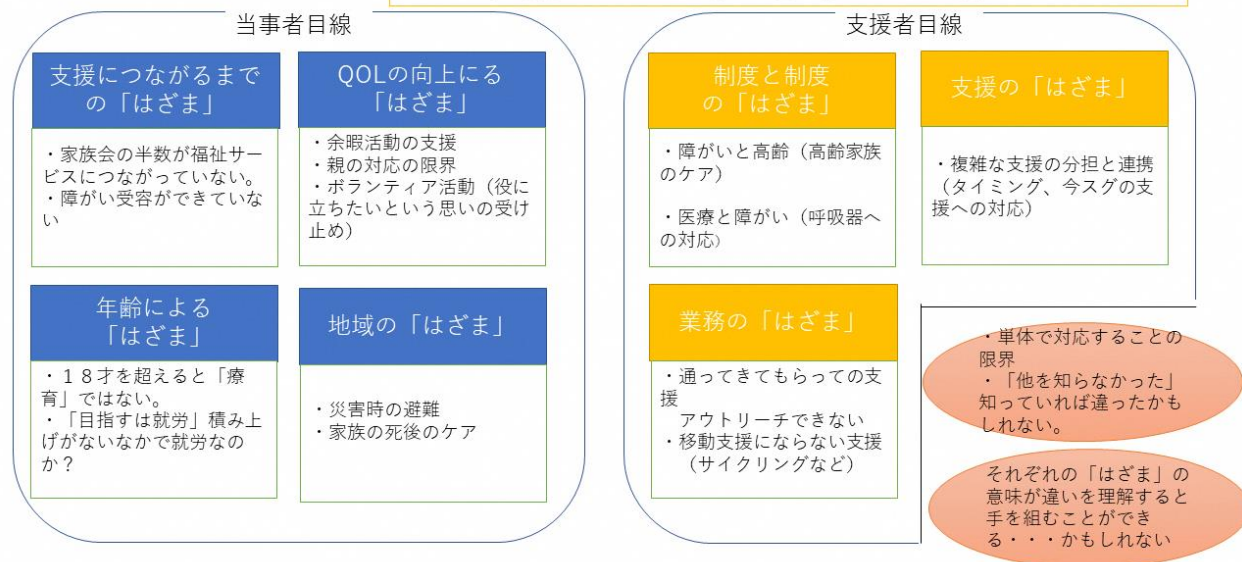 当事者目線
支援につながるまで
の「はざま」
・家族会の半数が福祉サー
ビスにつながっていない。
・障がい受容ができていな
い
QOLの向上にる
「はざま」
・余暇活動の支援
・親の対応の限界
・ボランティア活動（役に
立ちたいという思いの受け
止め）
年齢による
「はざま」
・１８才を超えると「療
育」ではない。
・「目指すは就労」積み上
げがないなかで就労なの
か？
地域の「はざま」
・災害時の避難
・家族の死後のケア
支援者目線
制度と制度
の「はざま」
・障がいと高齢（高齢家族
のケア）
・医療と障がい（呼吸器へ
の対応）
支援の「はざま」
・複雑な支援の分担と連携
（タイミング、今スグの支
援への対応）
業務の「はざま」
・通ってきてもらっての支
援
アウトリーチできない
・移動支援にならない支援
（サイクリングなど）
・単体で対応することの
限界
・「他を知らなかった」
知っていれば違ったかも
しれない。
それぞれの「はざま」の
意味が違いを理解すると
手を組むことができ
る・・・かもしれない